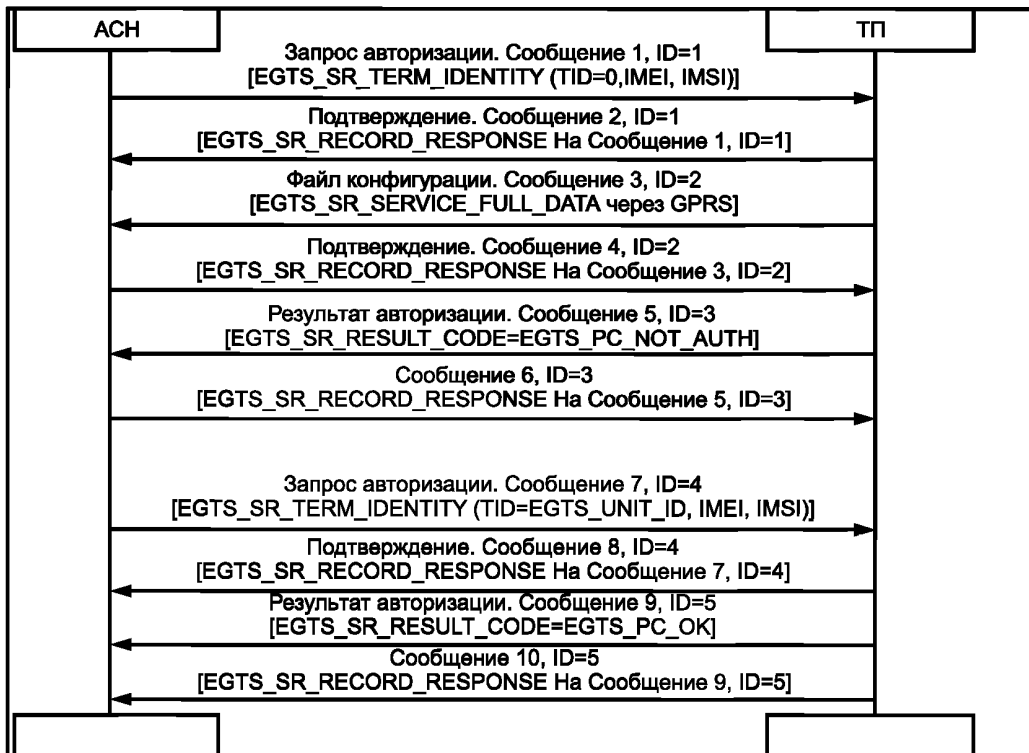 АСН
ТП
Запрос авторизации. Сообщение 1, ID=1
[EGTS_SR_TERM_IDENTITY (TID=0,IMEI, IMSI)]
Подтверждение. Сообщение 2, ID=1
[EGTS_SR_RECORD_RESPONSE На Сообщение 1, ID=1]
Файл конфигурации. Сообщение 3, ID=2
[EGTS_SR_SERVICE_FULL_DATA через GPRS]
Подтверждение. Сообщение 4, ID=2
[EGTS_SR_RECORD_RESPONSE На Сообщение 3, ID=2]
Результат авторизации. Сообщение 5, ID=3
[EGTS_SR_RESULT_CODE=EGTS_PC_NOT_AUTH]
Сообщение 6, ID=3
[EGTS_SR_RECORD_RESPONSE На Сообщение 5, ID=3]
Запрос авторизации. Сообщение 7, ID=4
[EGTS_SR_TERM_IDENTITY (TID=EGTS_UNIT_ID, IMEI, IMSI)]
Подтверждение. Сообщение 8, ID=4
[EGTS_SR_RECORD_RESPONSE На Сообщение 7, ID=4]
Результат авторизации. Сообщение 9, ID=5
[EGTS_SR_RESULT_CODE=EGTS_PC_OK]
Сообщение 10, ID=5
[EGTS_SR_RECORD_RESPONSE На Сообщение 9, ID=5]